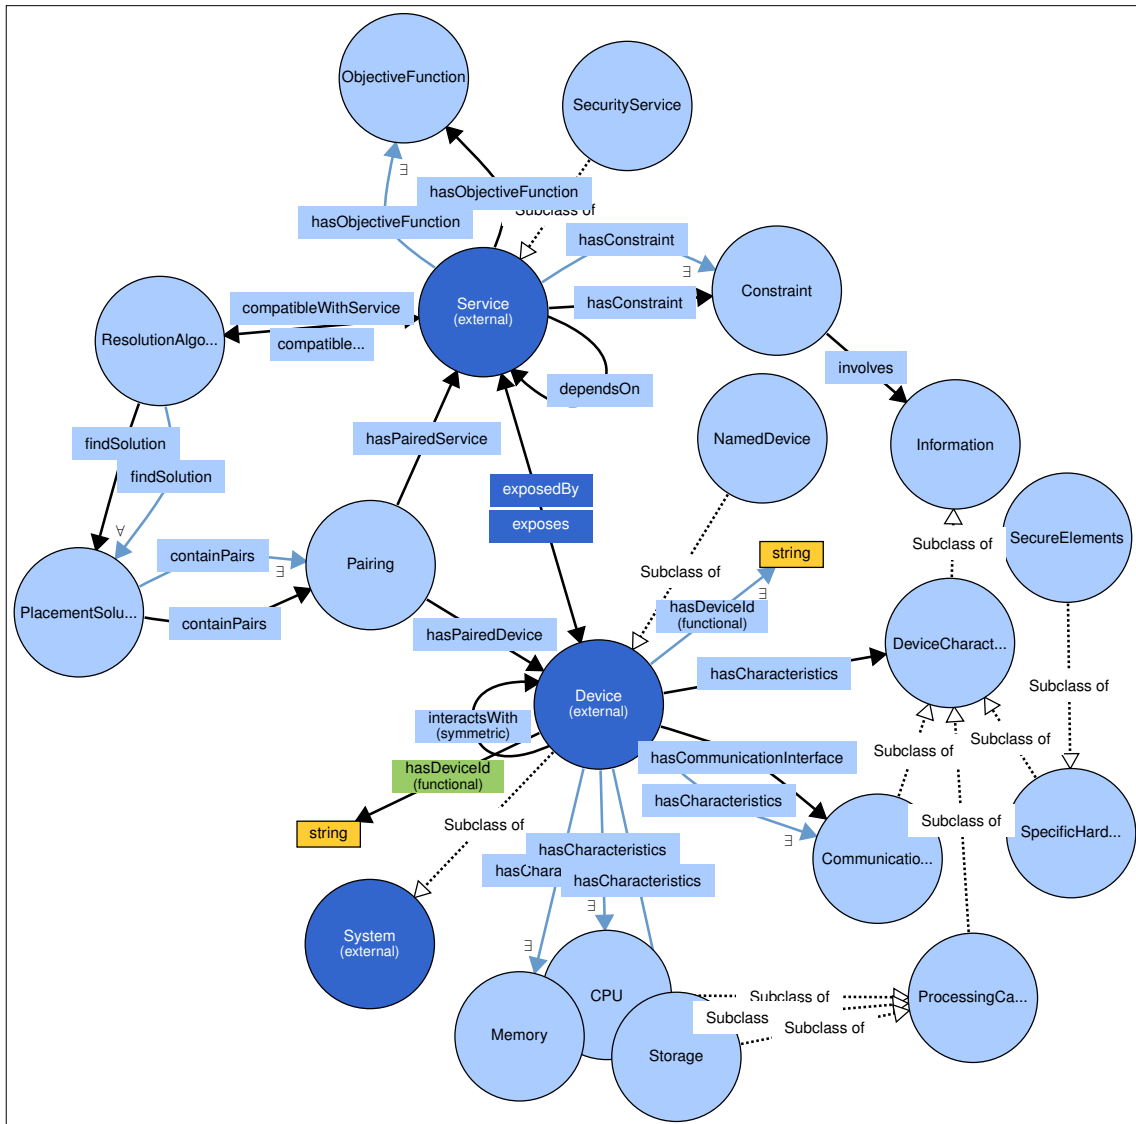 ObjectiveFunction
SecurityService
∃
hasObjectiveFunction
hasObjectiveFunction
Subclass of
hasConstraint
∃
Service
(external)
hasConstraint
Constraint
compatibleWithService
compatible...
ResolutionAlgo...
involves
dependsOn
findSolution
findSolution
hasPairedService
NamedDevice
Information
exposedBy
exposes
∀
SecureElements
Subclass of
string
containPairs
∃
Pairing
Subclass of
∃
hasDeviceId
(functional)
PlacementSolu...
containPairs
hasPairedDevice
DeviceCharact...
hasCharacteristics
Subclass of
Device
(external)
interactsWith
(symmetric)
Subclass of
hasCommunicationInterface
hasDeviceId
(functional)
hasCharacteristics
string
Subclass of
Subclass of
SpecificHard...
∃
Communicatio...
hasCharacteristics
hasChara
hasCharacteristics
∃
System
(external)
∃
CPU
Subclass of
ProcessingCa...
Subclass
Subclass of
Memory
Storage